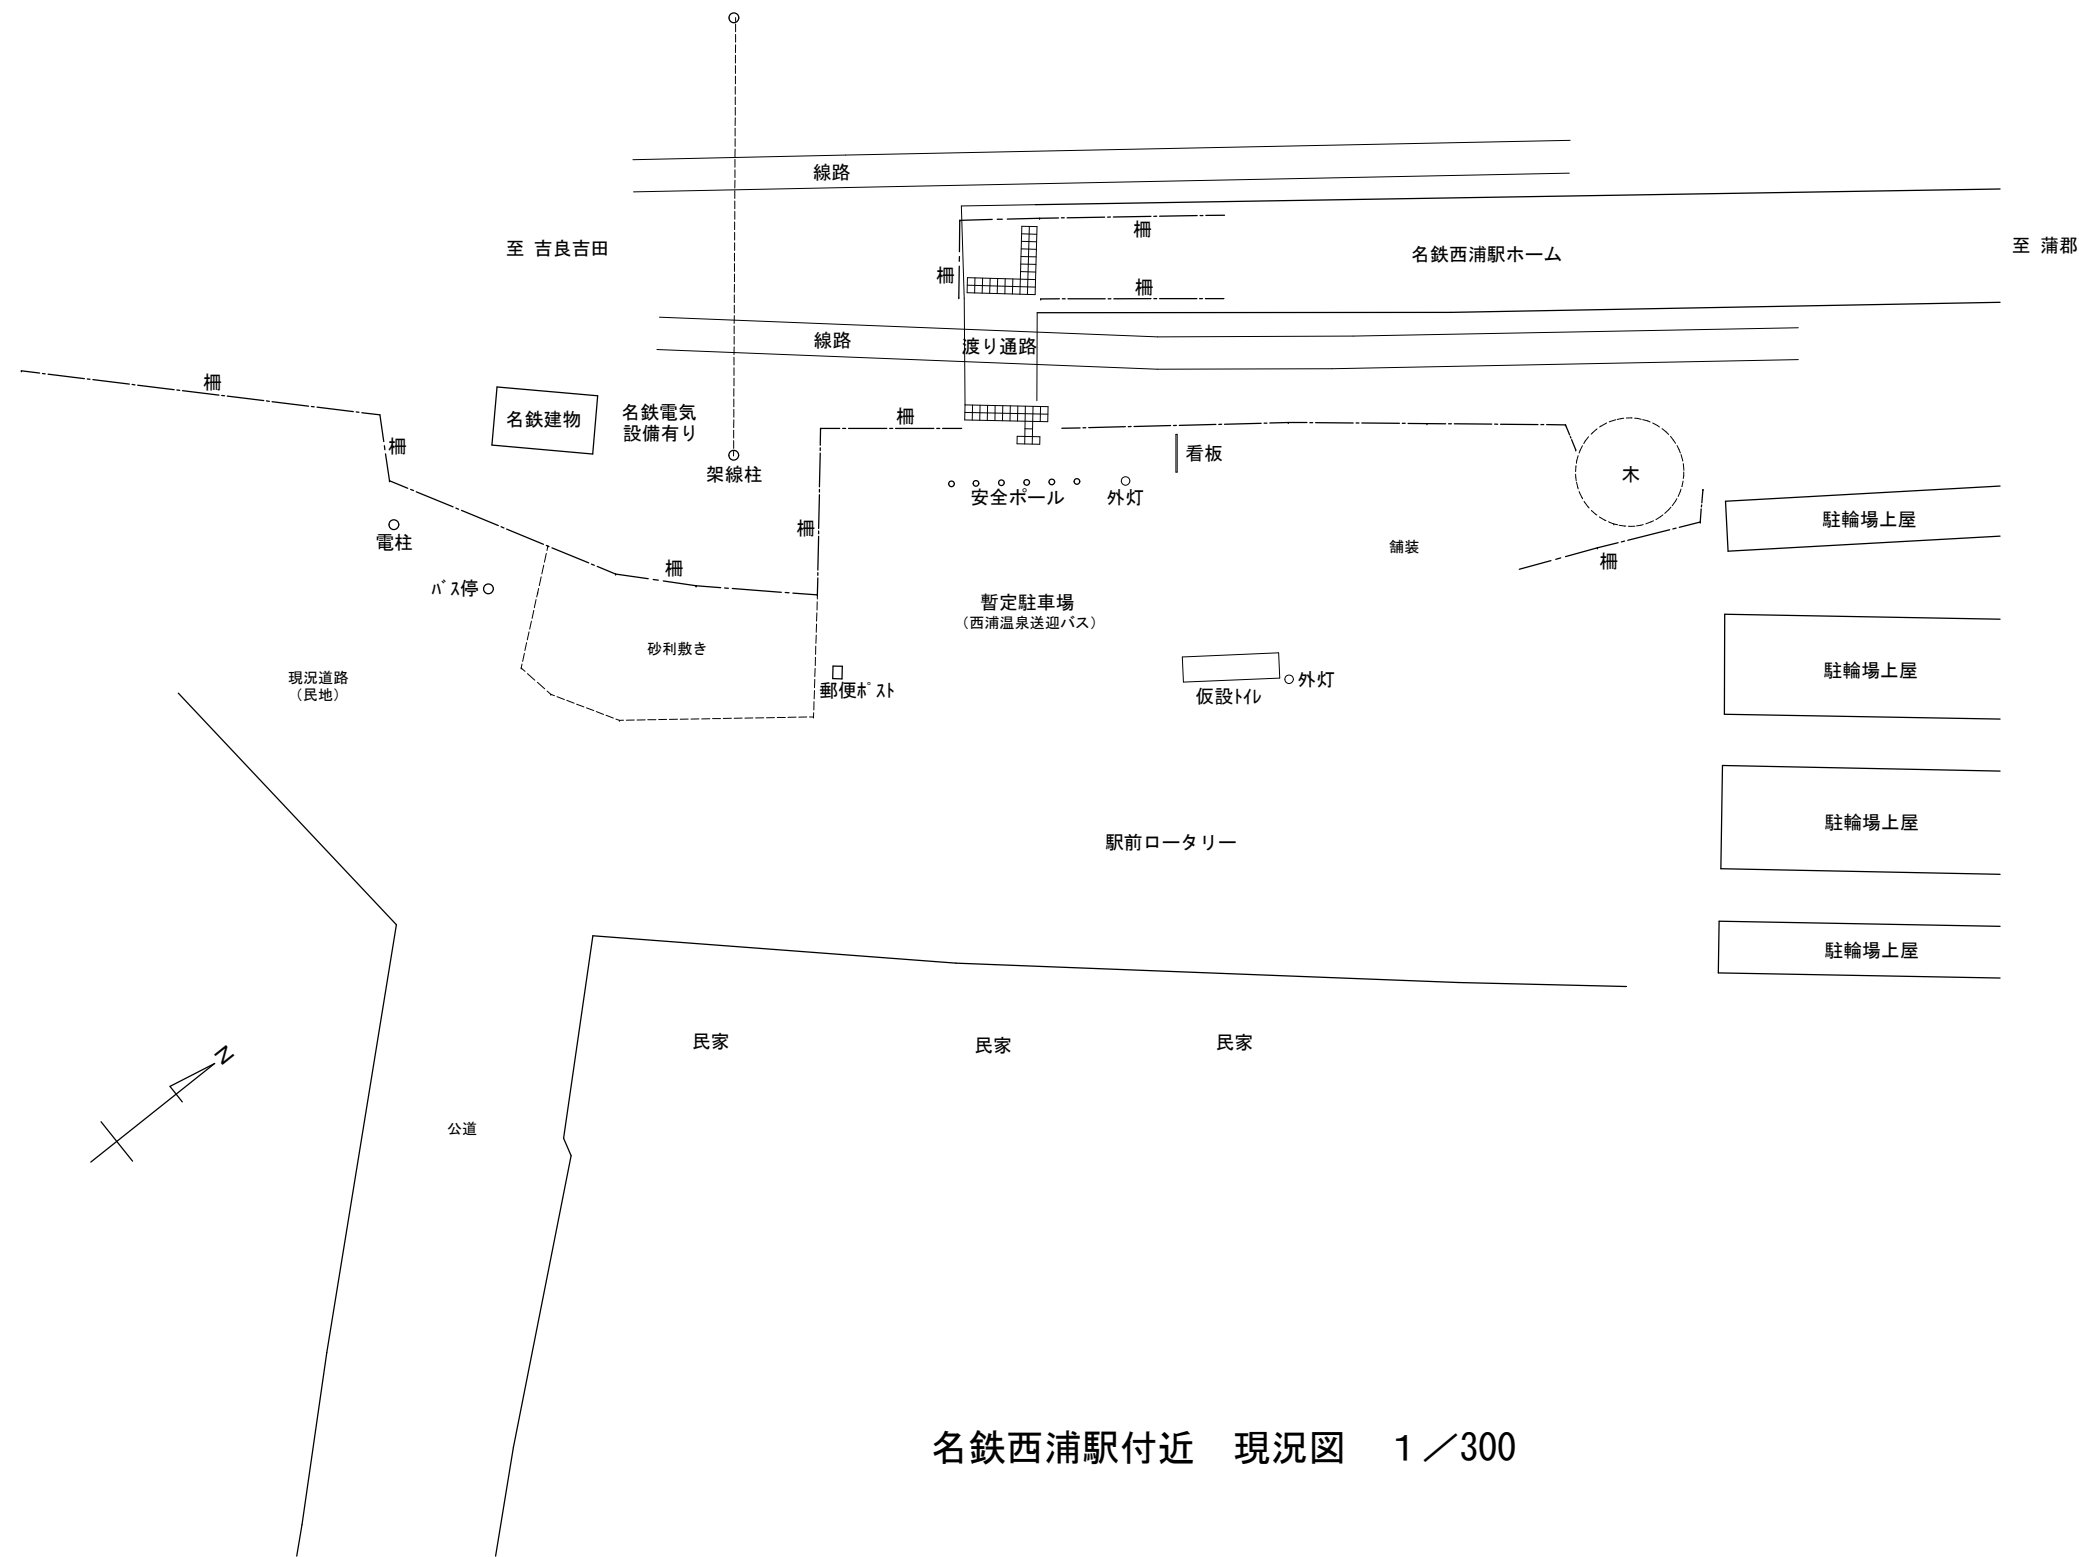 線路
柵
至 吉良吉田
名鉄西浦駅ホーム
至 蒲郡
柵
柵
線路
渡り通路
柵
名鉄建物
名鉄電気
設備有り
柵
柵
看板
架線柱
木
安全ポール
外灯
柵
電柱
舗装
駐輪場上屋
柵
柵
ﾊﾞｽ停
暫定駐車場
（西浦温泉送迎バス）
砂利敷き
現況道路
（民地）
郵便ﾎﾟｽﾄ
仮設ﾄｲﾚ
外灯
駐輪場上屋
駅前ロータリー
駐輪場上屋
駐輪場上屋
民家
民家
民家
N
公道
名鉄西浦駅付近　現況図　１／300